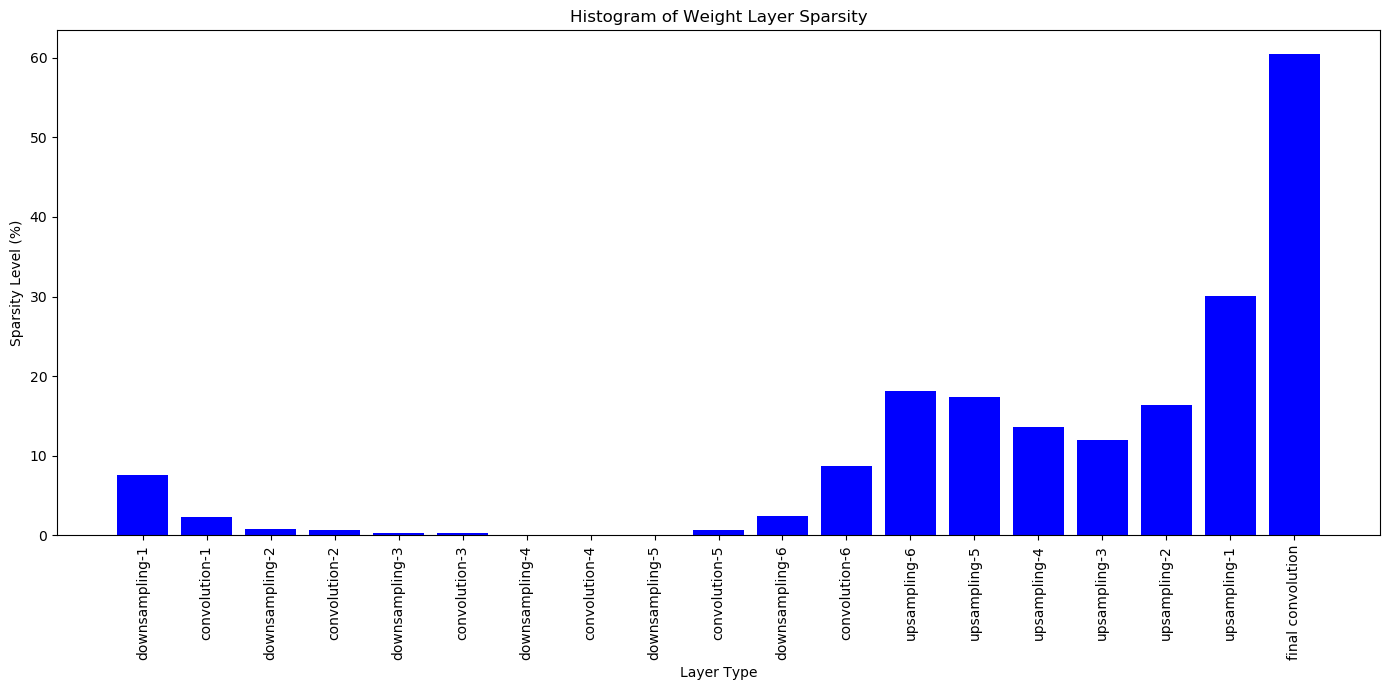 Histogram of Weight Layer Sparsity
Sparsity Level (%)
60
50
40
30
20
10
0
downsampling-1
convolution-1
downsampling-2
convolution-2
downsampling-3
convolution-3
downsampling-4
convolution-4
downsampling-5
convolution-5
downsampling-6
convolution-6
upsampling-6
upsampling-5
upsampling-4
upsampling-3
upsampling-2
upsampling-1
final convolution
Layer Type